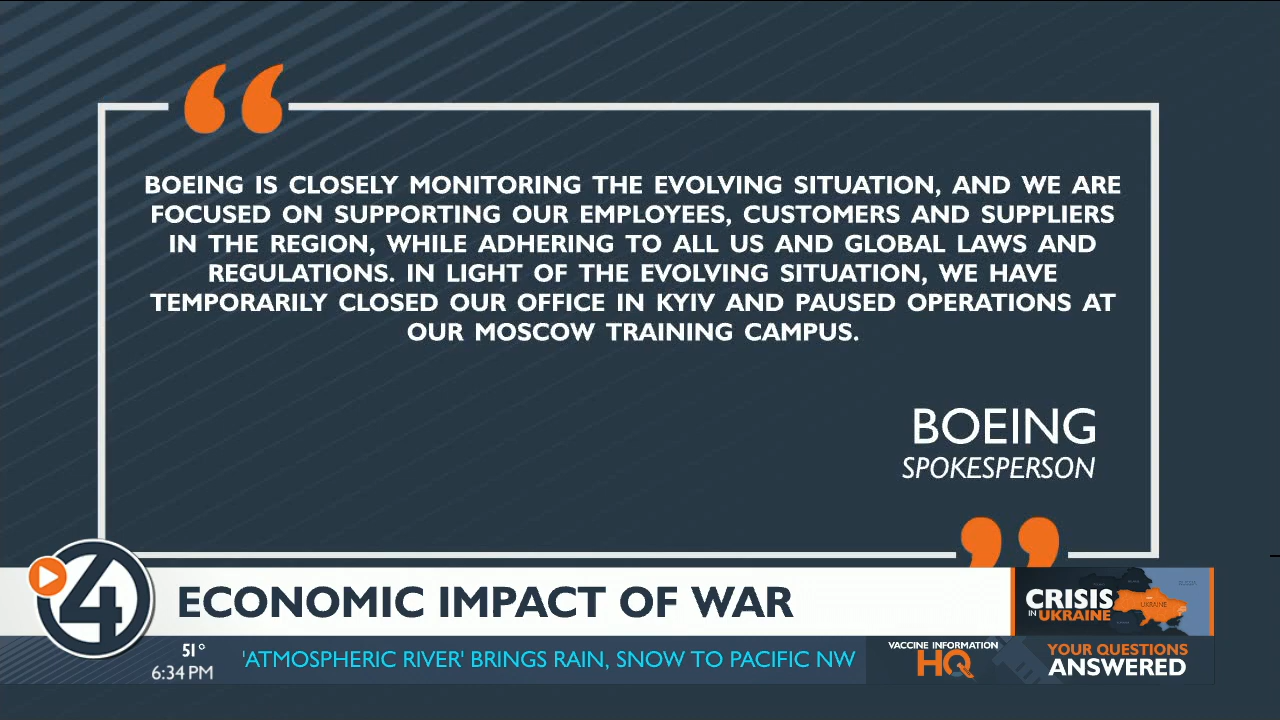 BOEING IS CLOSELY MONITORING THE EVOLVING SITUATION, AND WE ARE
FOCUSED ON SUPPORTING OUR EMPLOYEES, CUSTOMERS AND SUPPLIERS
IN THE REGION, WHILE ADHERING TO ALL US AND GLOBAL LAWS AND
REGULATIONS. IN LIGHT OF THE EVOLVING SITUATION, WE HAVE
TEMPORARILY CLOSED OUR OFFICE IN KYIV AND PAUSED OPERATIONS AT
OUR MOSCOW TRAINING CAMPUS.
BOEING
SPOKESPERSON
4
ECONOMIC IMPACT OF WAR
CRISIS
IN UKRAINE
UKRAINE
51°
6:34 PM
'ATMOSPHERIC RIVER' BRINGS RAIN, SNOW TO PACIFIC NW
VACCINE INFORMATION
HQ
YOUR QUESTIONS
ANSWERED